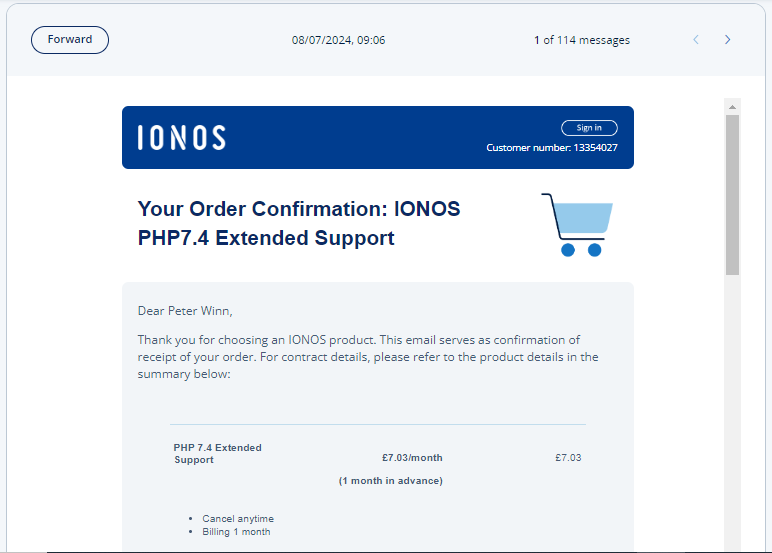 Forward
08/07/2024, 09:06
1 of 114 messages
IONOS
Sign in
Customer number: 13354027
Your Order Confirmation: IONOS
PHP7.4 Extended Support
Dear Peter Winn,
Thank you for choosing an IONOS product. This email serves as confirmation of
receipt of your order. For contract details, please refer to the product details in the
summary below:
PHP 7.4 Extended
Support
£7.03/month
£7.03
(1 month in advance)
• Cancel anytime
• Billing 1 month